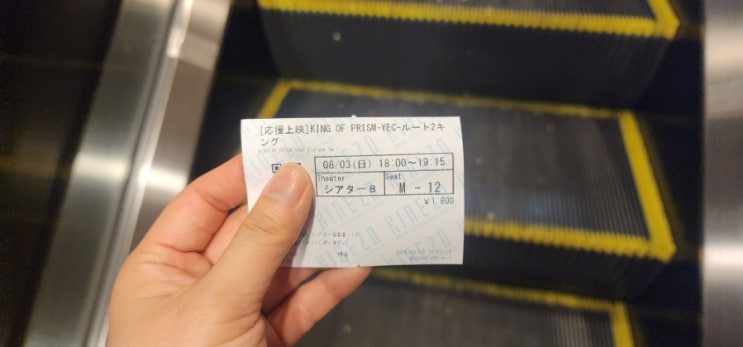 [応援上映]KING OF PRISM-YEC-ルート2キ
ング
08/03(日) 18:00〜19:15
Theater
シアター8
Seat
M - 12
¥1,800
KINEZO